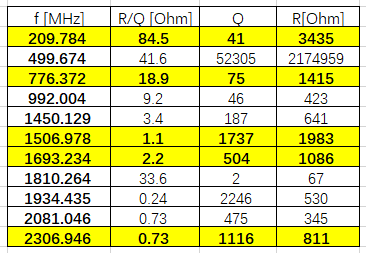 f [MHz] R/Q [Ohm] Q R[Ohm]
209.784 84.5 41 3435
499.674 41.6 52305 2174959
776.372 18.9 75 1415
992.004 9.2 46 423
1450.129 3.4 187 641
1506.978 1.1 1737 1983
1693.234 2.2 504 1086
1810.264 33.6 2 67
1934.435 0.24 2246 530
2081.046 0.73 475 345
2306.946 0.73 1116 811